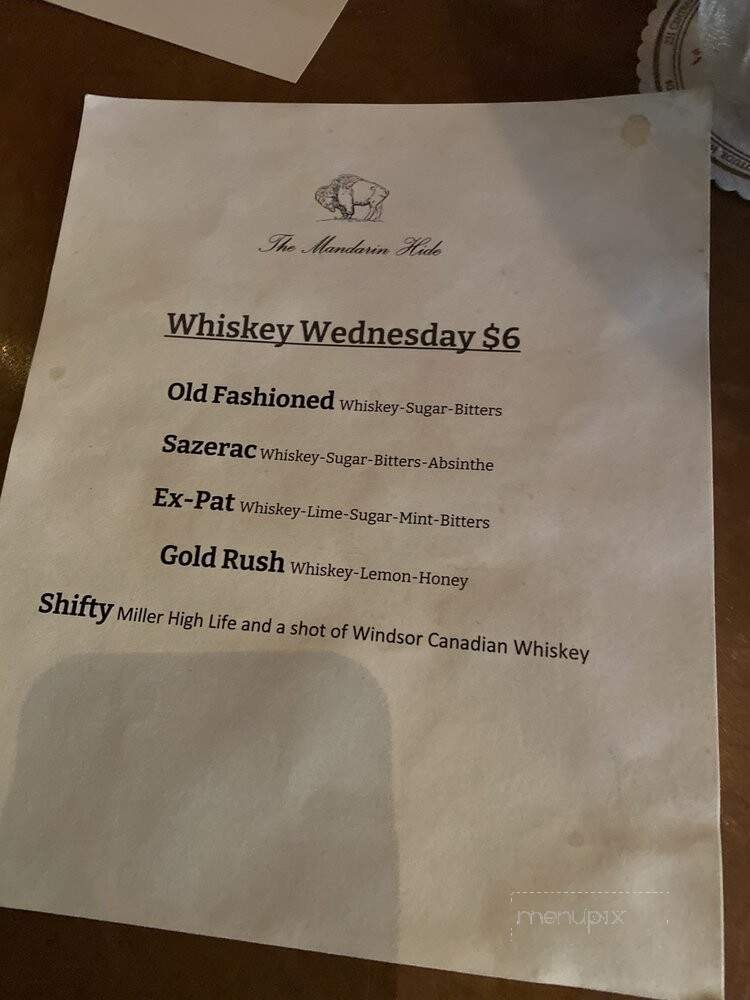 The Mandarin Hide
Whiskey Wednesday $6
Old Fashioned Whiskey-Sugar-Bitters
Sazerac Whiskey-Sugar-Bitters-Absinthe
Ex-Pat Whiskey-Lime-Sugar-Mint-Bitters
Gold Rush Whiskey-Lemon-Honey
Shifty Miller High Life and a shot of Windsor Canadian Whiskey
menupix